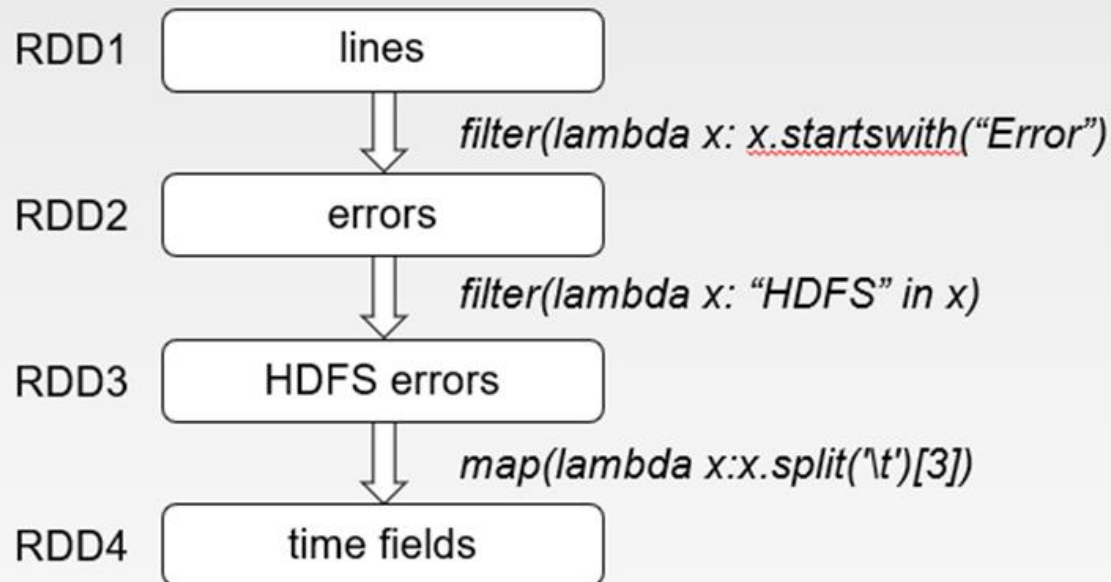 RDD1
lines
filter(lambda x: x.startswith(“Error”)
RDD2
errors
filter(lambda x: “HDFS” in x)
RDD3
HDFS errors
map(lambda x:x.split('\t')[3])
RDD4
time fields